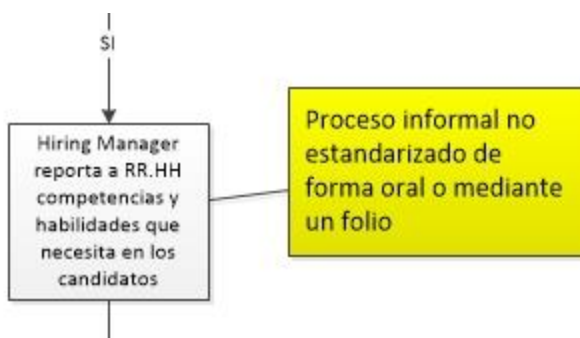 SI
Hiring Manager
reporta a RR.HH
competencias y
habilidades que
necesita en los
candidatos
Proceso informal no
estandarizado de
forma oral o mediante
un folio